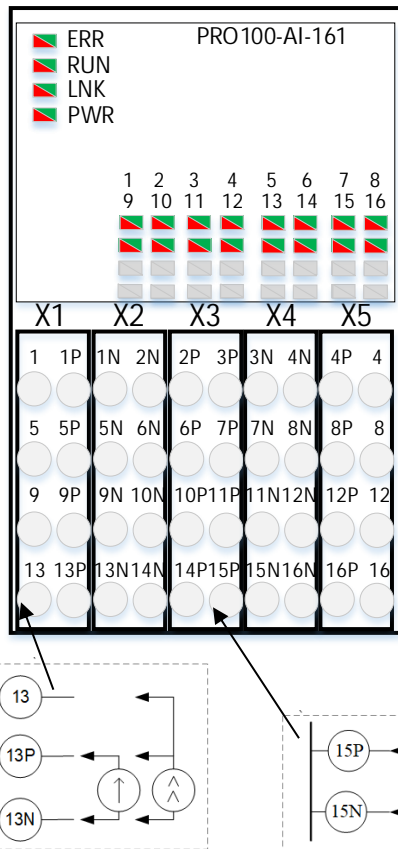 ERR PRO100-AI-161
RUN
LNK
PWR
1 2 3 4 5 6 7 8
9 10 11 12 13 14 15 16
X1 X2 X3 X4 X5
1 1P 1N 2N 2P 3P 3N 4N 4P 4
5 5P 5N 6N 6P 7P 7N 8N 8P 8
9 9P 9N 10N 10P 11P 11N 12N 12P 12
13 13P 13N 14N 14P 15P 15N 16N 16P 16
13
13P
13N
15P
15N